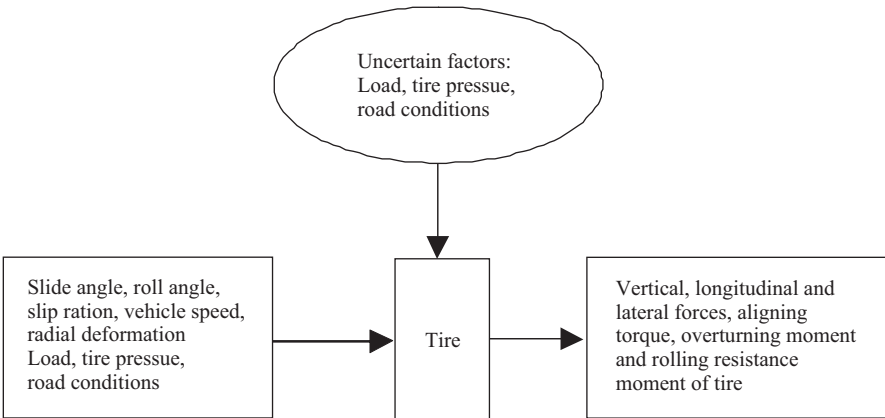 Uncertain factors:
Load, tire pressue,
road conditions
Slide angle, roll angle,
slip ration, vehicle speed,
radial deformation
Load, tire pressue,
road conditions
Tire
Vertical, longitudinal and
lateral forces, aligning
torque, overturning moment
and rolling resistance
moment of tire